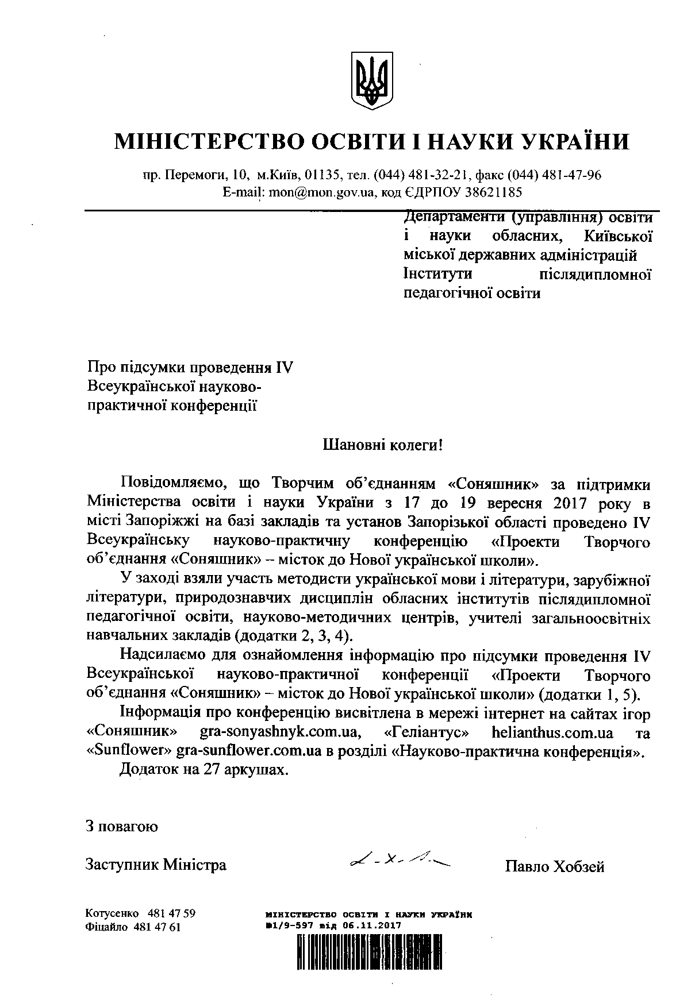 МІНІСТЕРСТВО ОСВІТИ І НАУКИ УКРАЇНИ
пр. Перемоги, 10, м.Київ, 01135, тел. (044) 481-32-21, факс (044) 481-47-96
E-mail: mon@mon.gov.ua, код ЄДРПОУ 38621185
Департаменти (управління) освіти
і науки обласних, Київської
міської державних адміністрацій
Інститути післядипломної
педагогічної освіти
Про підсумки проведення IV
Всеукраїнської науково-
практичної конференції
Шановні колеги!
Повідомляємо, що Творчим об’єднанням «Соняшник» за підтримки
Міністерства освіти і науки України з 17 до 19 вересня 2017 року в
місті Запоріжжі на базі закладів та установ Запорізької області проведено IV
Всеукраїнську науково-практичну конференцію «Проекти Творчого
об’єднання «Соняшник» – місток до Нової української школи».
У заході взяли участь методисти української мови і літератури, зарубіжної
літератури, природознавчих дисциплін обласних інститутів післядипломної
педагогічної освіти, науково-методичних центрів, учителі загальноосвітніх
навчальних закладів (додатки 2, 3, 4).
Надсилаємо для ознайомлення інформацію про підсумки проведення IV
Всеукраїнської науково-практичної конференції «Проекти Творчого
об’єднання «Соняшник» – місток до Нової української школи» (додатки 1, 5).
Інформація про конференцію висвітлена в мережі інтернет на сайтах ігор
«Соняшник» gra-sonyashnyk.com.ua, «Геліантус» helianthus.com.ua та
«Sunflower» gra-sunflower.com.ua в розділі «Науково-практична конференція».
Додаток на 27 аркушах.
З повагою
Заступник Міністра Павло Хобзей
Котусенко 481 47 59
Фіцайло 481 47 61
МІНІСТЕРСТВО ОСВІТИ І НАУКИ УКРАЇНИ
№1/9-597 від 06.11.2017